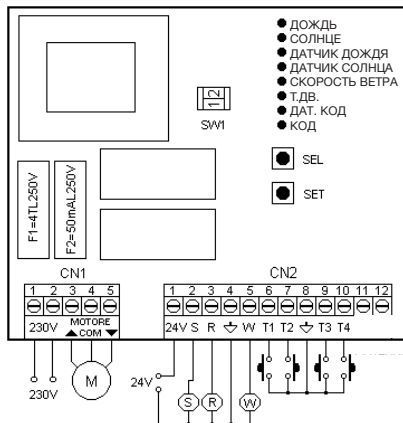 ДОЖДЬ
СОЛНЦЕ
ДАТЧИК ДОЖДЯ
ДАТЧИК СОЛНЦА
СКОРОСТЬ ВЕТРА
Т.ДВ.
ДАТ. КОД
КОД
12
SW1
SEL
SET
F1=4TL250V
F2=50mAL250V
CN1
CN2
1 2 3 4 5
1 2 3 4 5 6 7 8 9 10 11 12
230V MOTORE
COM
24V S R W T1 T2 T3 T4
M
230V
24V
S R W